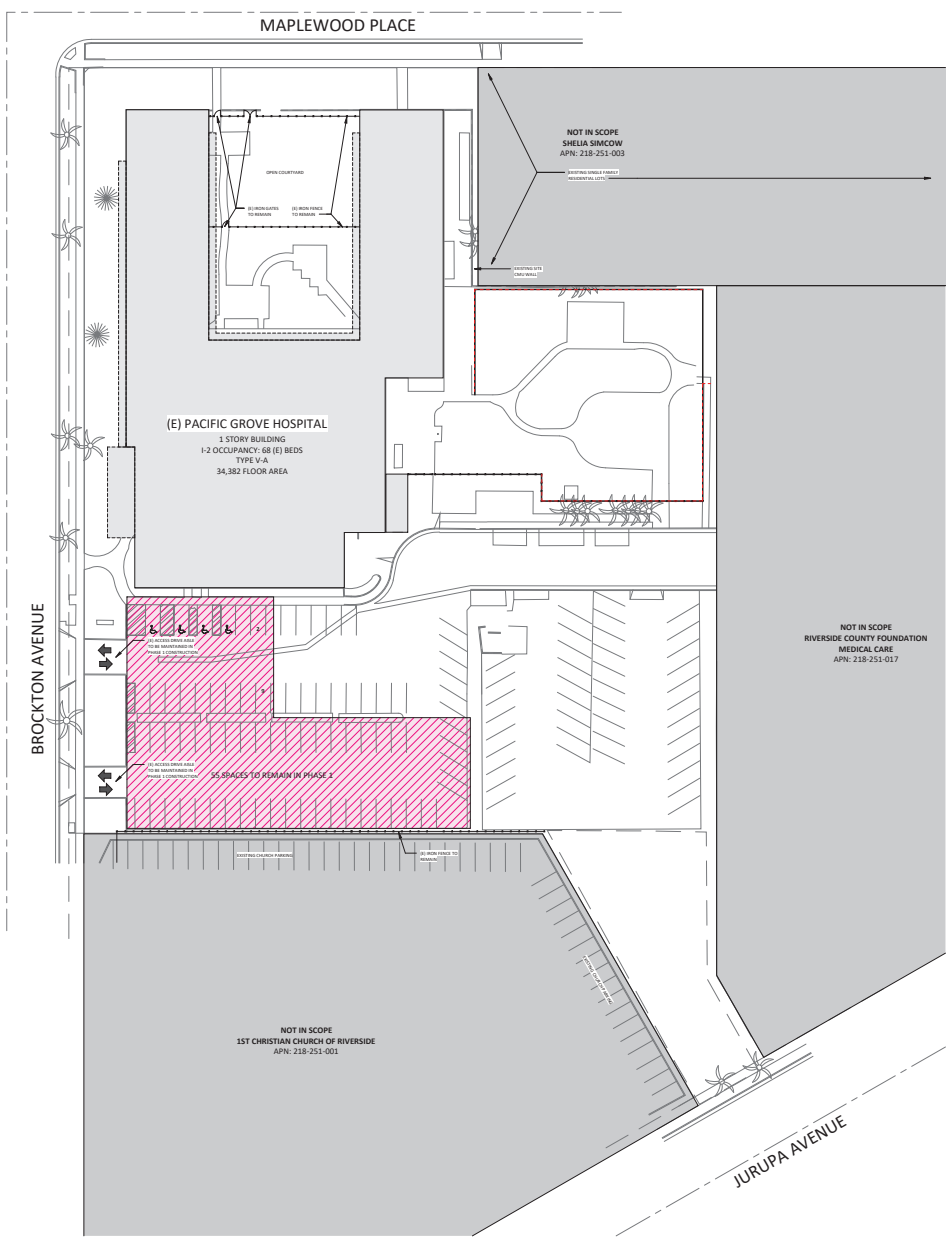 MAPLEWOOD PLACE
NOT IN SCOPE
SHELIA SIMCOW
APN: 218-251-003
EXISTING SINGLE FAMILY
RESIDENTIAL LOTS
OPEN COURTYARD
(E) IRON GATES
TO REMAIN
(E) IRON FENCE
TO REMAIN
EXISTING SITE
CMU WALL
(E) PACIFIC GROVE HOSPITAL
1 STORY BUILDING
I-2 OCCUPANCY: 68 (E) BEDS
TYPE V-A
34,382 FLOOR AREA
BROCKTON AVENUE
2
(E) ACCESS DRIVE AISLE
TO BE MAINTAINED IN
PHASE 1 CONSTRUCTION
NOT IN SCOPE
RIVERSIDE COUNTY FOUNDATION
MEDICAL CARE
APN: 218-251-017
9
(E) ACCESS DRIVE AISLE
TO BE MAINTAINED IN
PHASE 1 CONSTRUCTION
55 SPACES TO REMAIN IN PHASE 1
EXISTING CHURCH PARKING
(E) IRON FENCE TO
REMAIN
EXISTING CHURCH PARKING
NOT IN SCOPE
1ST CHRISTIAN CHURCH OF RIVERSIDE
APN: 218-251-001
JURUPA AVENUE